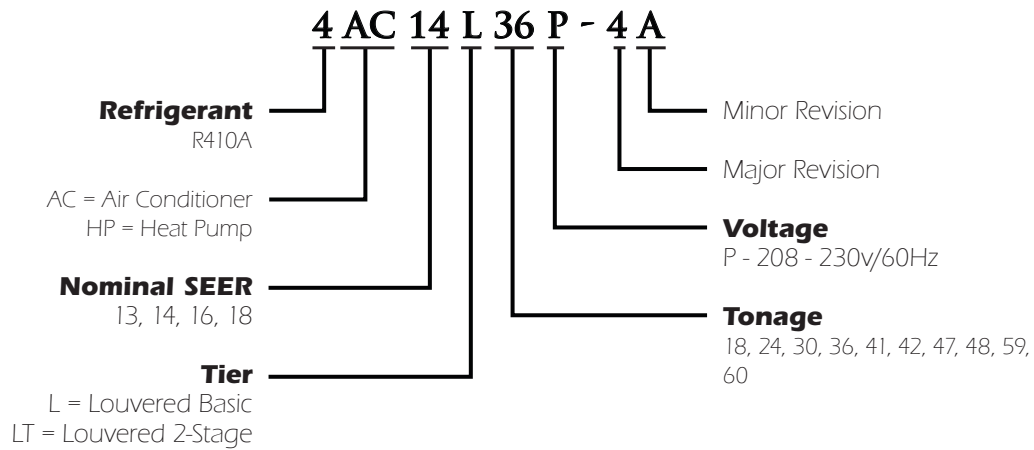 4 AC 14 L 36 P - 4 A
Refrigerant
R410A
AC = Air Conditioner
HP = Heat Pump
Nominal SEER
13, 14, 16, 18
Tier
L = Louvered Basic
LT = Louvered 2-Stage
Minor Revision
Major Revision
Voltage
P - 208 - 230v/60Hz
Tonage
18, 24, 30, 36, 41, 42, 47, 48, 59,
60